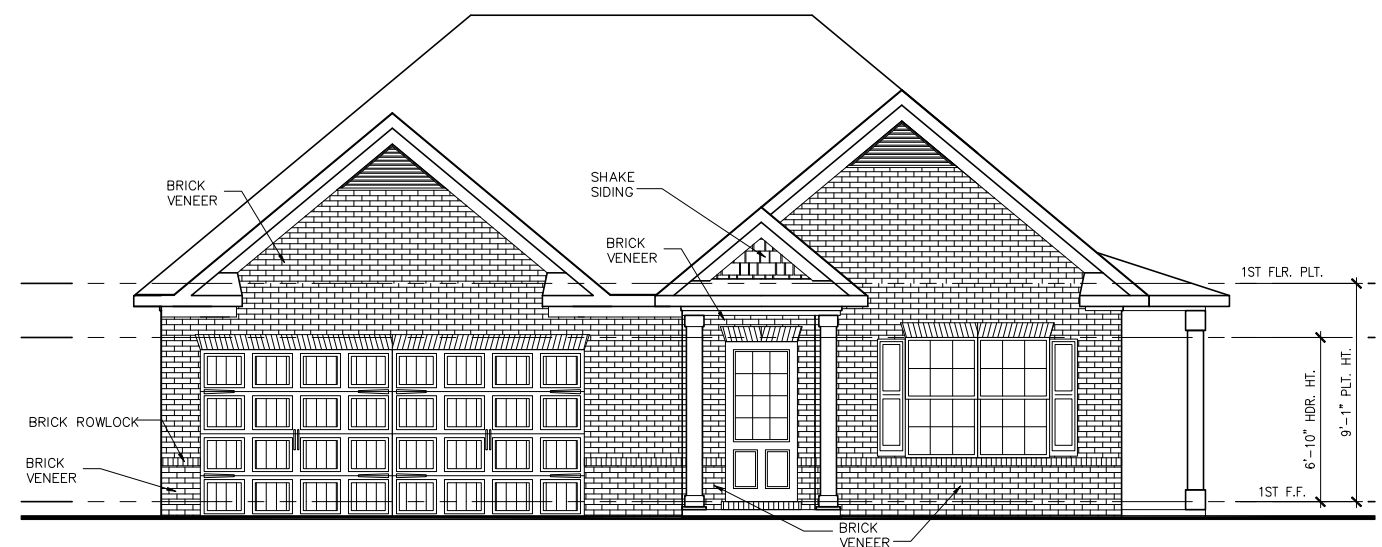 BRICK
VENEER
SHAKE
SIDING
BRICK
VENEER
1ST FLR. PLT.
6'-10" HDR. HT.
9'-1" PLT. HT.
BRICK ROWLOCK
BRICK
VENEER
1ST F.F.
BRICK
VENEER